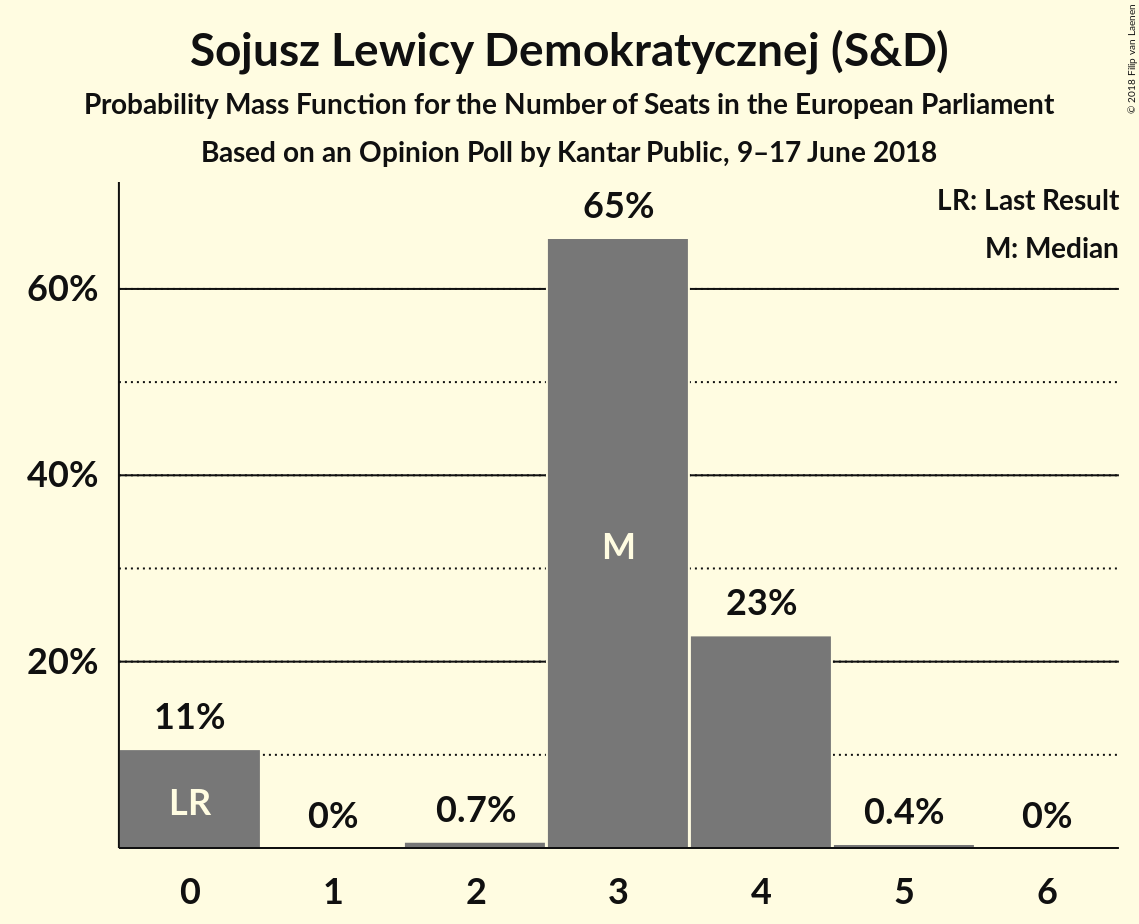 Sojusz Lewicy Demokratycznej (S&D)
Probability Mass Function for the Number of Seats in the European Parliament
Based on an Opinion Poll by Kantar Public, 9–17 June 2018
© 2018 Filip van Laenen
LR: Last Result
M: Median
65%
60%
40%
M
23%
20%
11%
LR
0%
0.7%
0.4%
0%
0 1 2 3 4 5 6